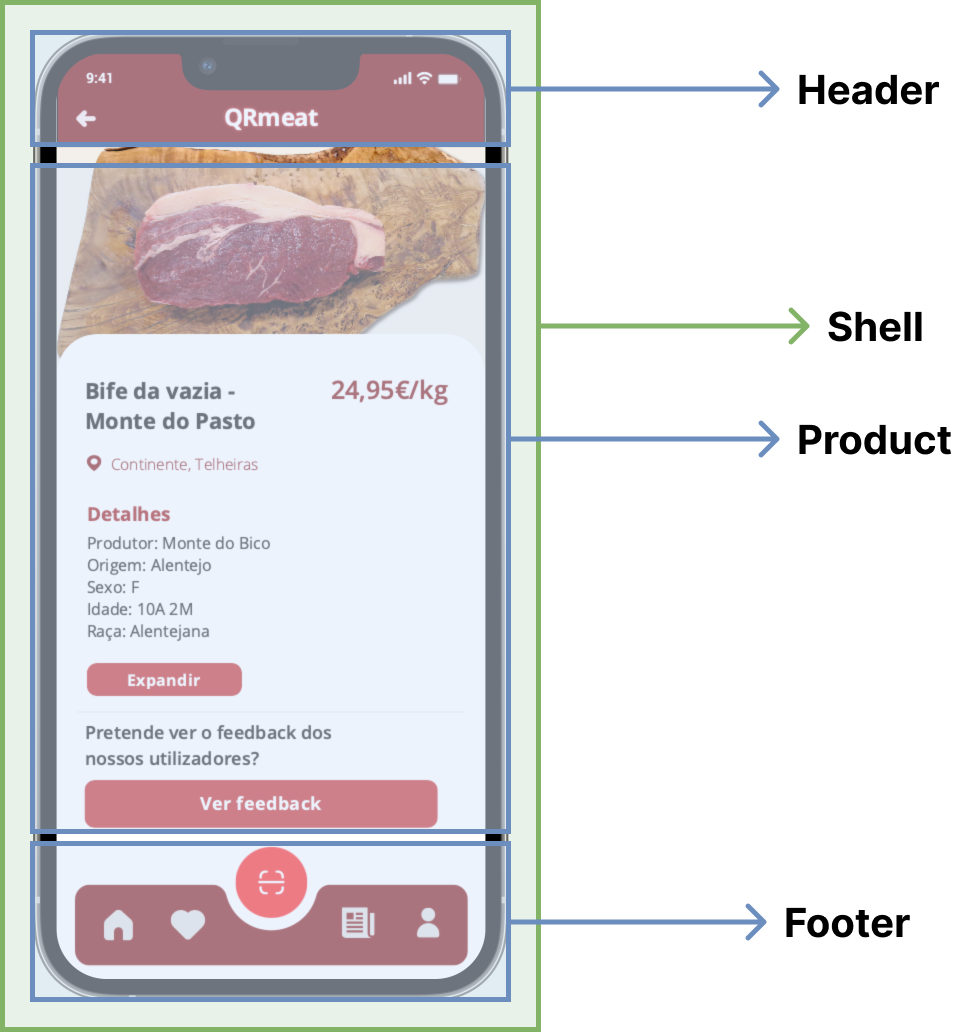 9:41
QRmeat
Header
Shell
Bife da vazia -
Monte do Pasto
24,95€/kg
Product
Continente, Telheiras
Detalhes
Produtor: Monte do Bico
Origem: Alentejo
Sexo: F
Idade: 10A 2M
Raça: Alentejana
Expandir
Pretende ver o feedback dos
nossos utilizadores?
Ver feedback
Footer